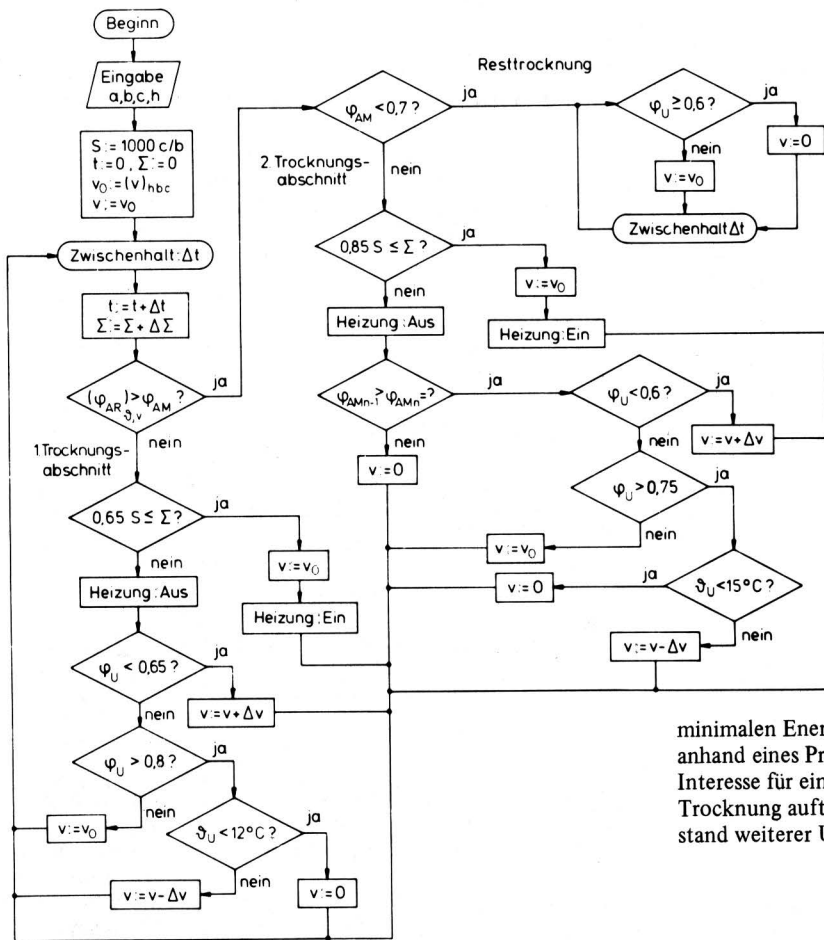 Beginn
Eingabe
a,b,c,h
S:= 1000 c/b
t:=0 , Σ:=0
v₀:=(v)hbc
v:=v₀
Zwischenhalt:Δt
t:= t+Δt
Σ:=Σ+ΔΣ
(φAR)ϑ,v > φAM ?
ja
nein
1.Trocknungs-
abschnitt
0,65 S ≤ Σ?
ja
nein
v:=v₀
Heizung:Aus
Heizung:Ein
φU < 0,65?
ja
nein
v:=v+Δv
φU > 0,8?
ja
nein
v:=v₀
ϑU <12°C?
ja
nein
v:=v-Δv
v:=0
φAM <0,7?
ja
nein
2.Trocknungs-
abschnitt
Resttrocknung
φU ≥ 0,6?
ja
nein
v:=0
v:=v₀
Zwischenhalt Δt
0,85 S ≤ Σ?
ja
nein
v:=v₀
Heizung:Aus
Heizung:Ein
φAMn-1 > φAMn=?
ja
nein
v:=0
φU<0,6?
ja
nein
v:=v+Δv
φU>0,75
ja
nein
v:=v₀
ϑU <15°C?
ja
nein
v:=0
v:=v-Δv
minimalen Ener
anhand eines Pr
Interesse für ein
Trocknung auft
stand weiterer U